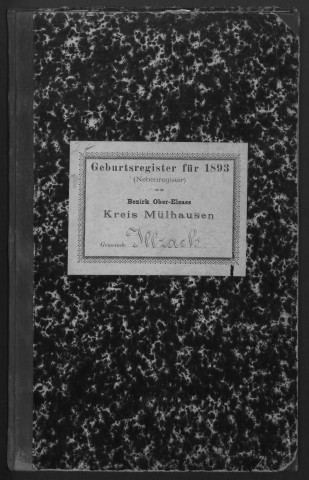 Geburtsregister für 1893
(Nebenregister)
Bezirk Ober-Elsass
Kreis Mülhausen
Gemeinde Illzach